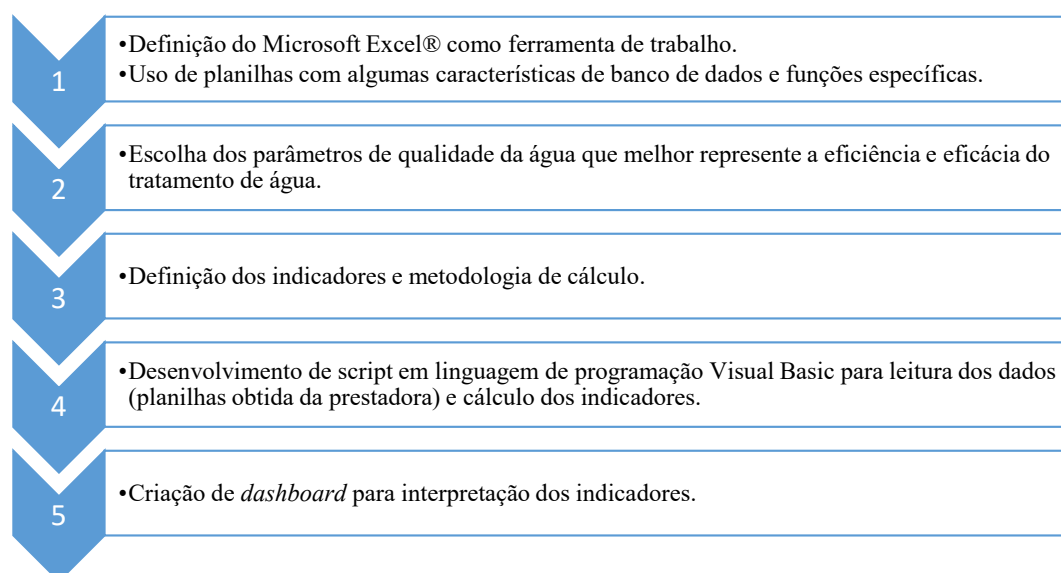 1
•Definição do Microsoft Excel® como ferramenta de trabalho.
•Uso de planilhas com algumas características de banco de dados e funções específicas.
2
•Escolha dos parâmetros de qualidade da água que melhor represente a eficiência e eficácia do
tratamento de água.
3
•Definição dos indicadores e metodologia de cálculo.
4
•Desenvolvimento de script em linguagem de programação Visual Basic para leitura dos dados
(planilhas obtida da prestadora) e cálculo dos indicadores.
5
•Criação de dashboard para interpretação dos indicadores.